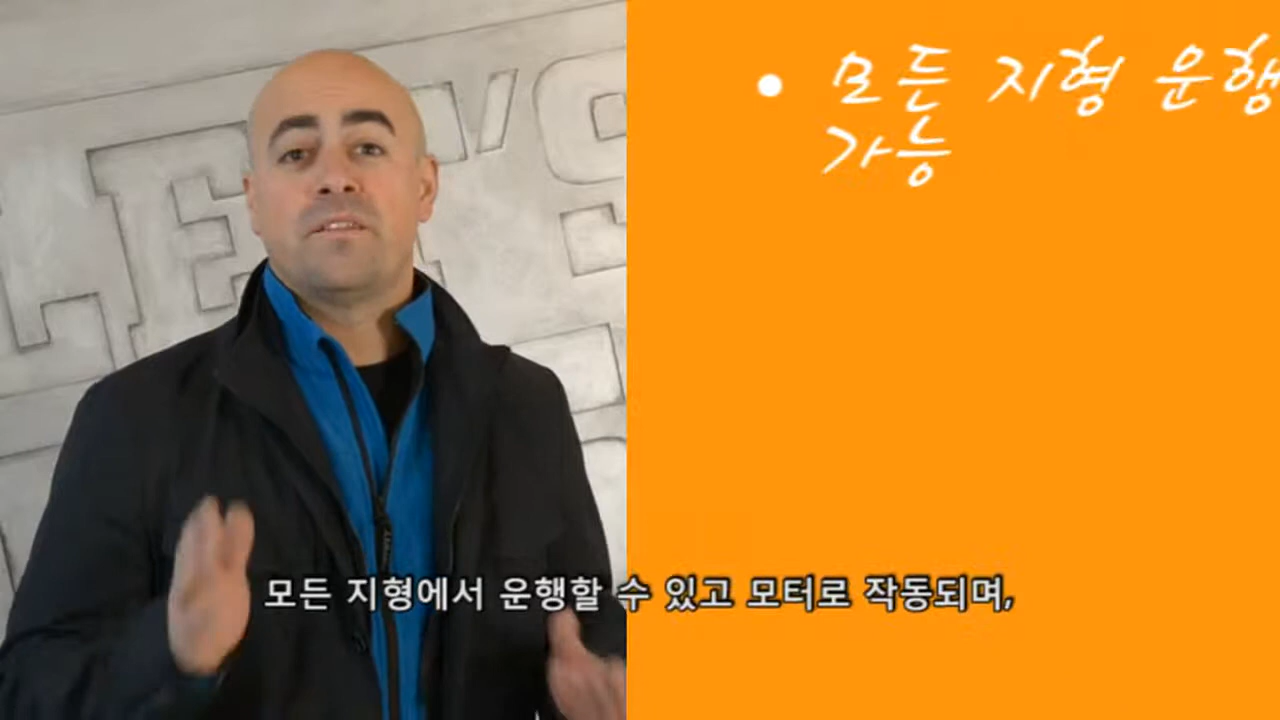 LET'S
• 모든 지형 운행
가능
모든 지형에서 운행할 수 있고 모터로 작동되며,